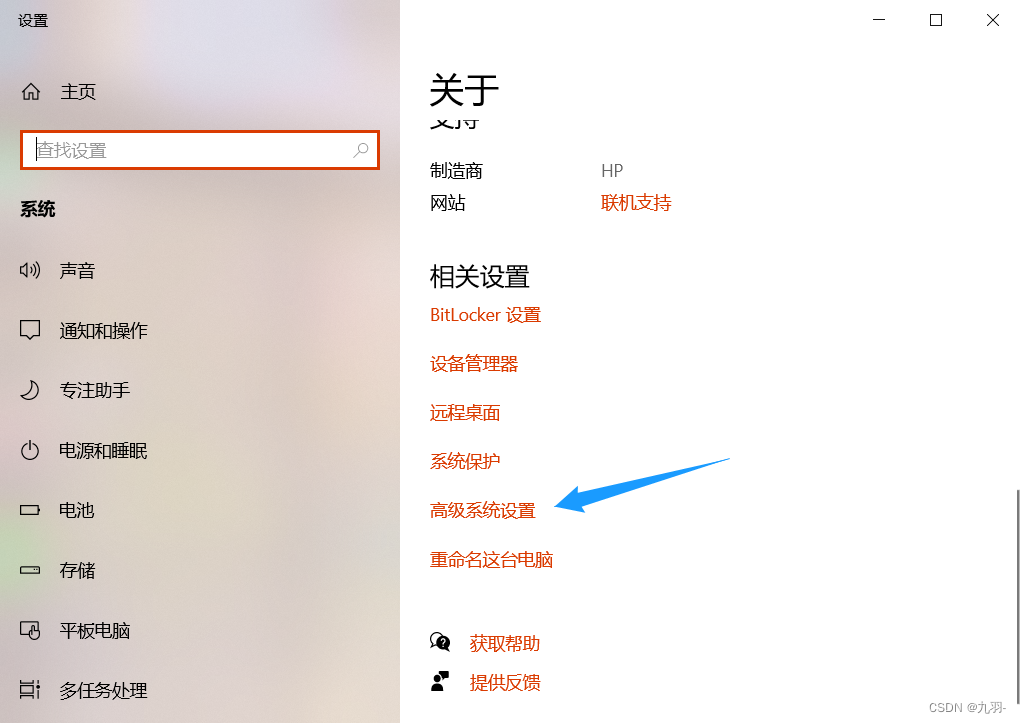 设置
主页
查找设置
系统
声音
通知和操作
专注助手
电源和睡眠
电池
存储
平板电脑
多任务处理
关于
支持
制造商 HP
网站 联机支持
相关设置
BitLocker 设置
设备管理器
远程桌面
系统保护
高级系统设置
重命名这台电脑
获取帮助
提供反馈
CSDN @九羽-